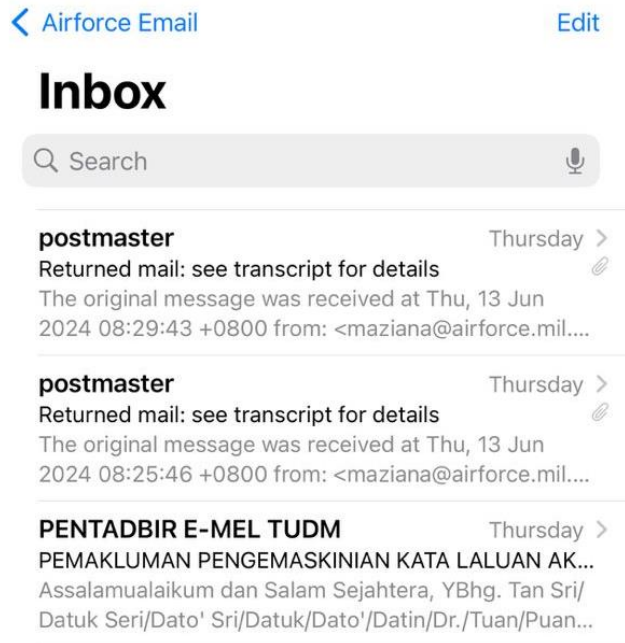 Airforce Email
Edit
Inbox
Search
postmaster
Thursday
Returned mail: see transcript for details
The original message was received at Thu, 13 Jun
2024 08:29:43 +0800 from: <maziana@airforce.mil....
postmaster
Thursday
Returned mail: see transcript for details
The original message was received at Thu, 13 Jun
2024 08:25:46 +0800 from: <maziana@airforce.mil....
PENTADBIR E-MEL TUDM
Thursday
PEMAKLUMAN PENGEMASKINIAN KATA LALUAN AK...
Assalamualaikum dan Salam Sejahtera, YBhg. Tan Sri/
Datuk Seri/Dato' Sri/Datuk/Dato'/Datin/Dr./Tuan/Puan...